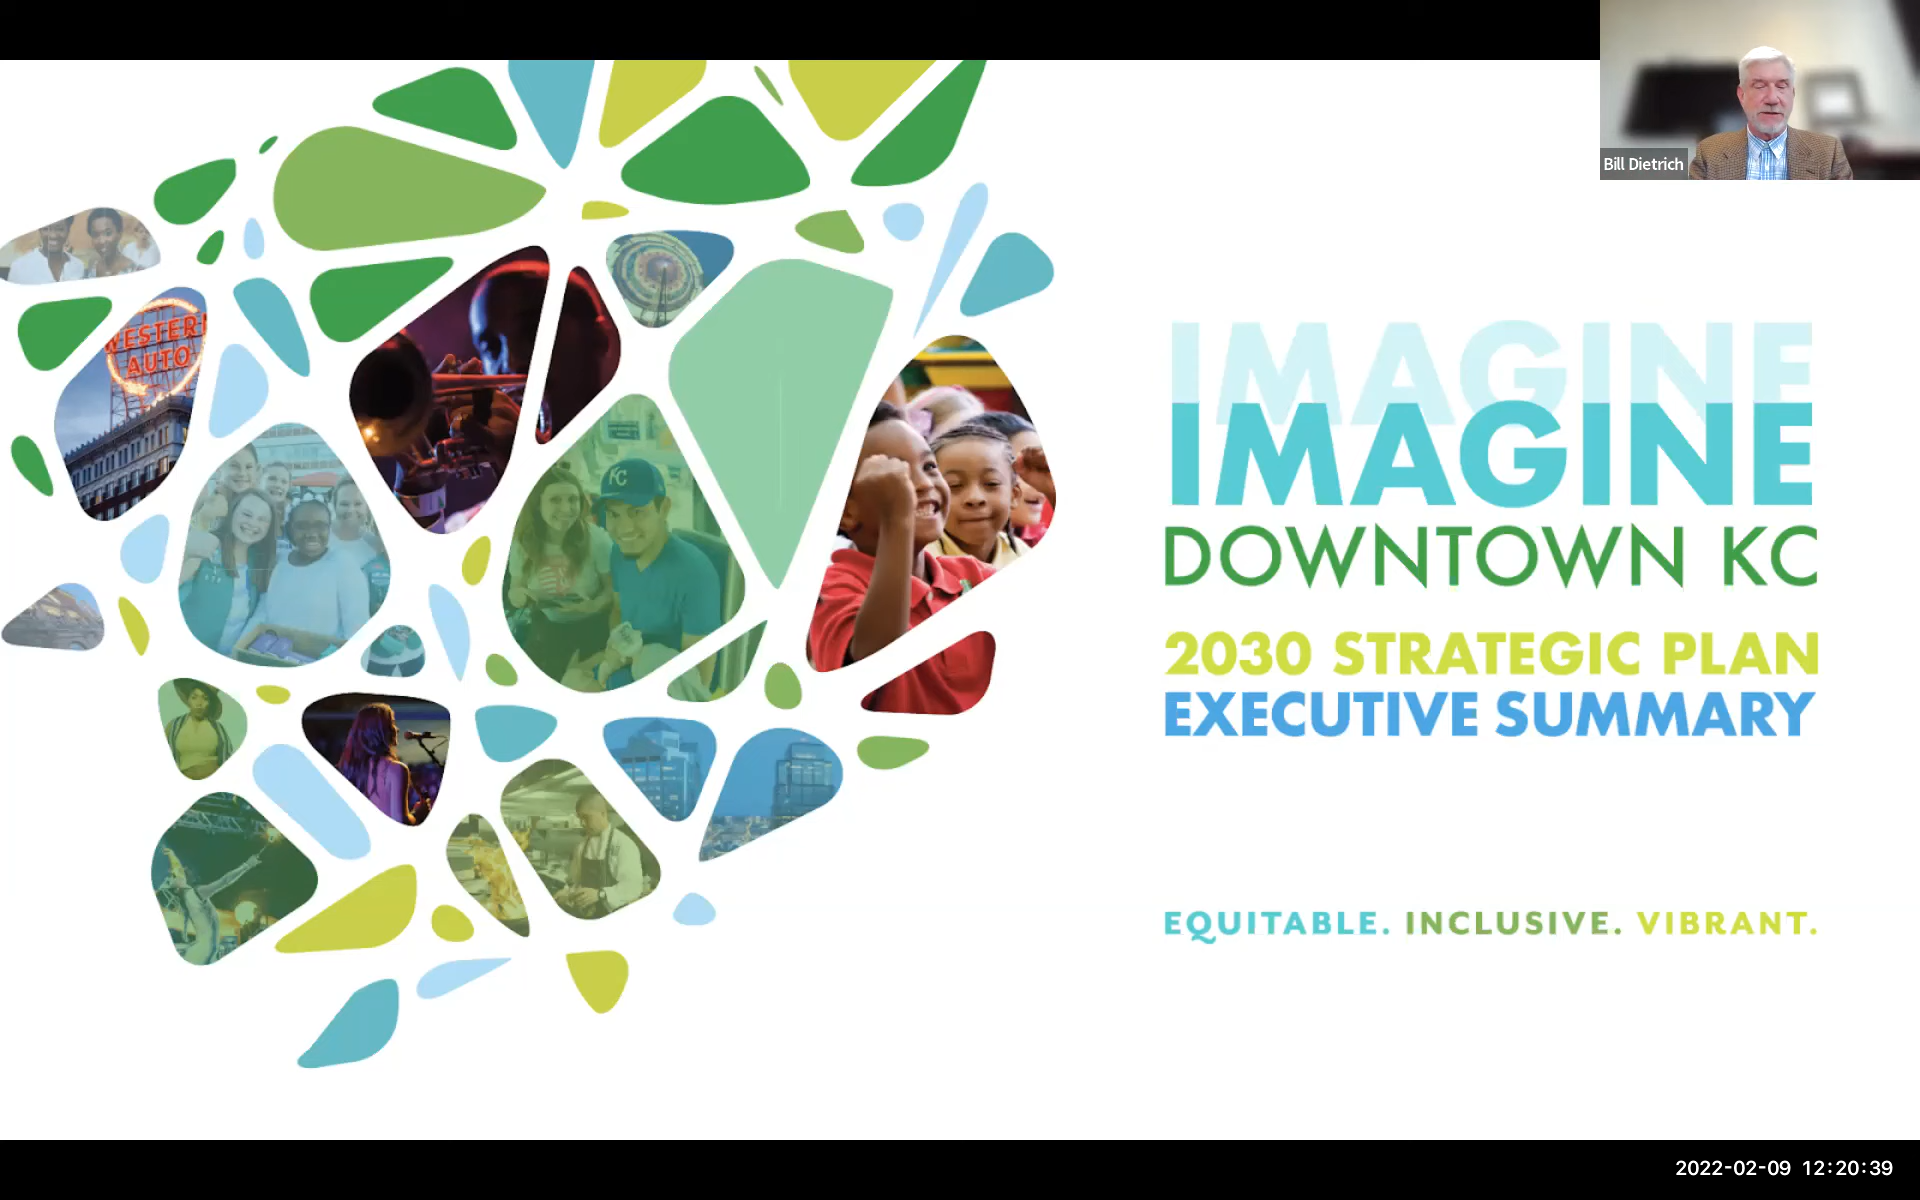 Bill Dietrich
WESTERN
AUTO
KC
IMAGINE
IMAGINE
DOWNTOWN KC
2030 STRATEGIC PLAN
EXECUTIVE SUMMARY
EQUITABLE. INCLUSIVE. VIBRANT.
2022-02-09 12:20:39